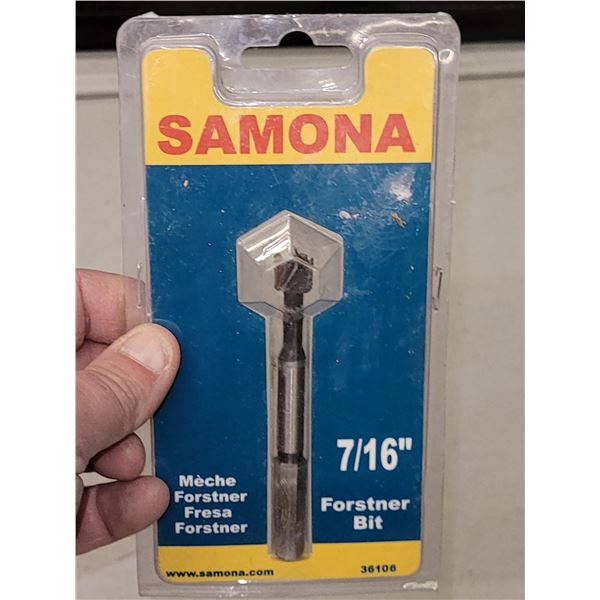 SAMONA
7/16"
Mèche
Forstner
Fresa
Forstner
Forstner
Bit
www.samona.com
36106